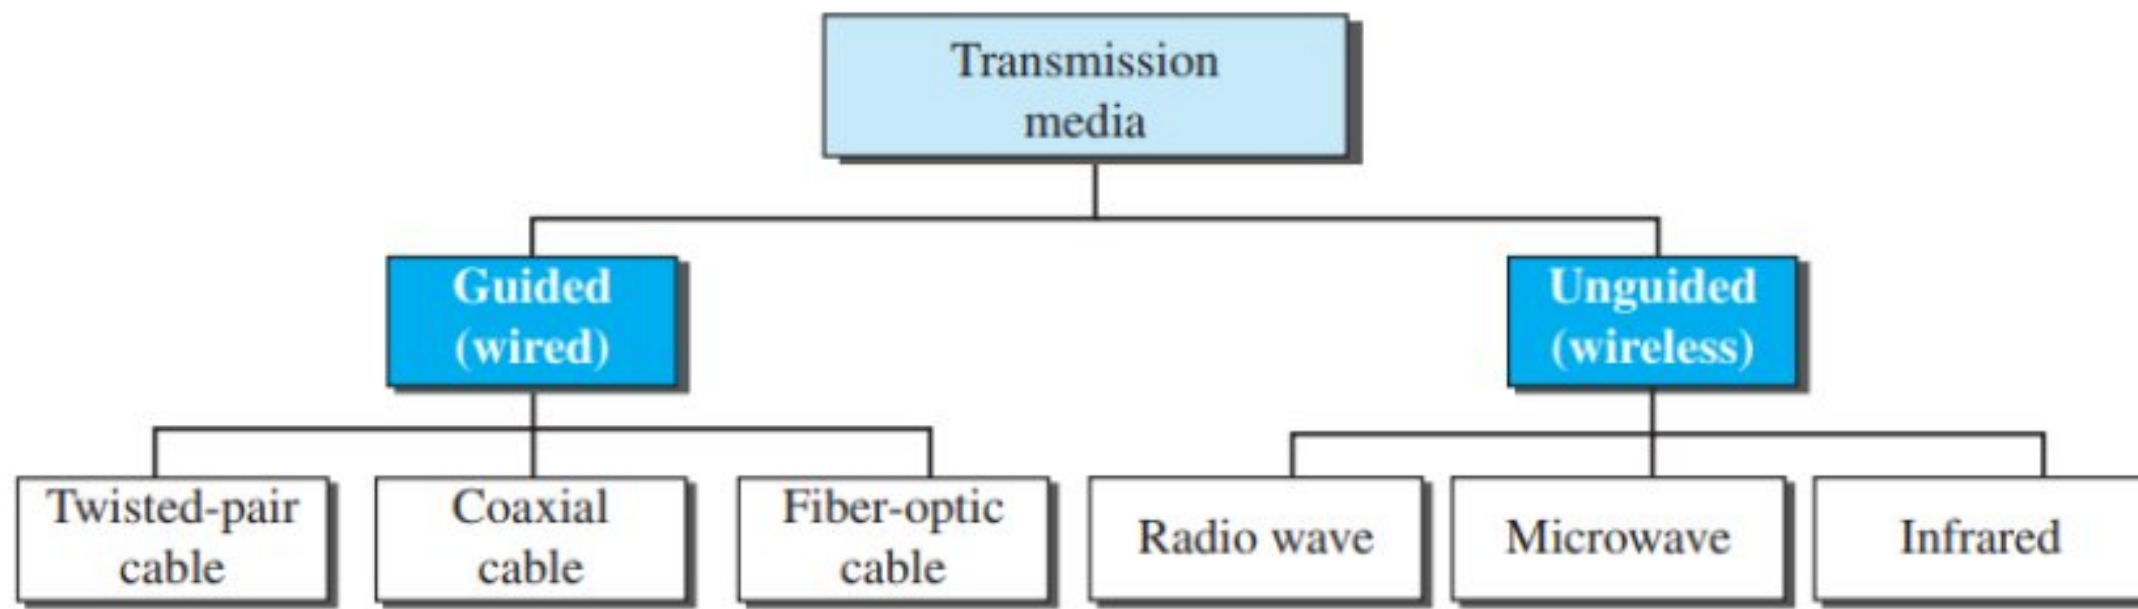 Transmission
media
Guided
(wired)
Unguided
(wireless)
Twisted-pair
cable
Coaxial
cable
Fiber-optic
cable
Radio wave
Microwave
Infrared